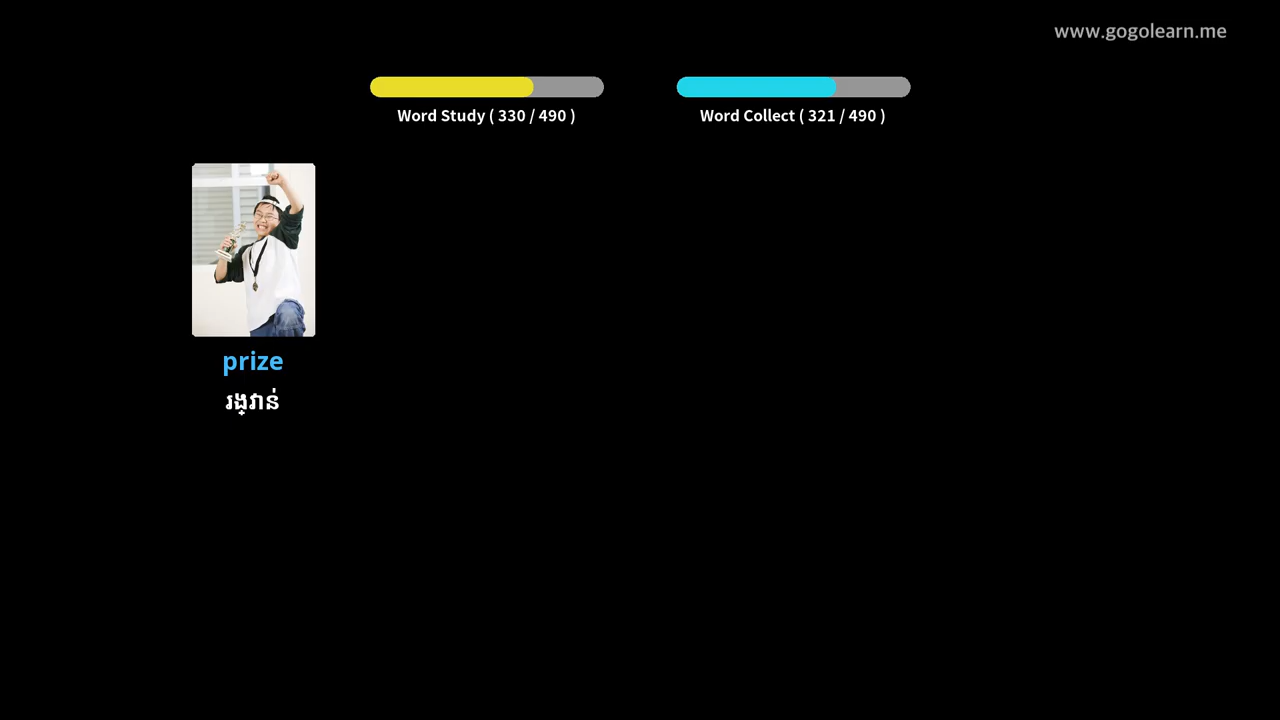 www.gogolearn.me
Word Study ( 330 / 490 )
Word Collect ( 321 / 490 )
prize
រង្វាន់